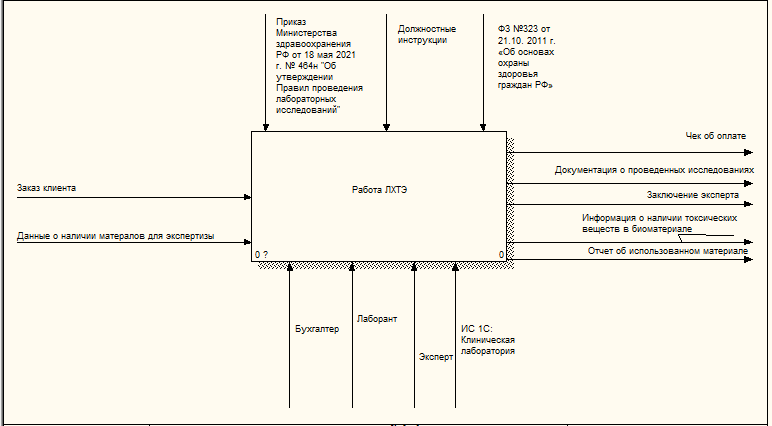 Приказ
Министерства
здравоохранения
РФ от 18 мая 2021
г. № 464н "Об
утверждении
Правил проведения
лабораторных
исследований"
Должностные
инструкции
ФЗ №323 от
21.10. 2011 г.
«Об основах
охраны
здоровья
граждан РФ»
Заказ клиента
Данные о наличии матералов для экспертизы
Работа ЛХТЭ
0 ?
0
Чек об оплате
Документация о проведенных исследованиях
Заключение эксперта
Информация о наличии токсических
веществ в биоматериале
Отчет об использованном материале
Бухгалтер
Лаборант
Эксперт
ИС 1С:
Клиническая
лаборатория